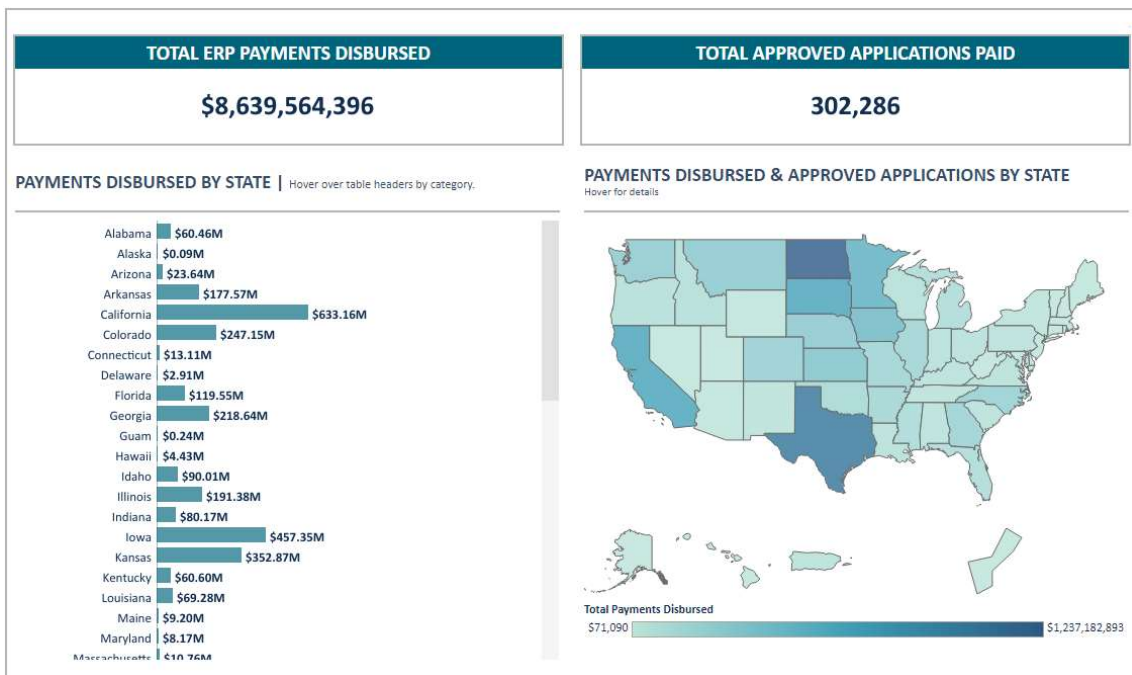 TOTAL ERP PAYMENTS DISBURSED
$8,639,564,396
TOTAL APPROVED APPLICATIONS PAID
302,286
PAYMENTS DISBURSED BY STATE | Hover over table headers by category.
Alabama $60.46M
Alaska $0.09M
Arizona $23.64M
Arkansas $177.57M
California $633.16M
Colorado $247.15M
Connecticut $13.11M
Delaware $2.91M
Florida $119.55M
Georgia $218.64M
Guam $0.24M
Hawaii $4.43M
Idaho $90.01M
Illinois $191.38M
Indiana $80.17M
Iowa $457.35M
Kansas $352.87M
Kentucky $60.60M
Louisiana $69.28M
Maine $9.20M
Maryland $8.17M
Massachusetts $10.76M
PAYMENTS DISBURSED & APPROVED APPLICATIONS BY STATE
Hover for details
Total Payments Disbursed
$71,090 $1,237,182,893